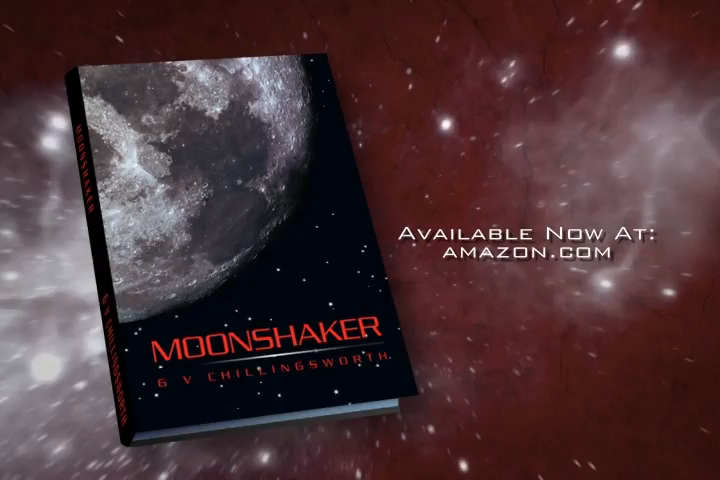 MOONSHAKER
G V CHILLINGSWORTH
MOONSHAKER
G V CHILLINGSWORTH
AVAILABLE NOW AT:
AMAZON.COM